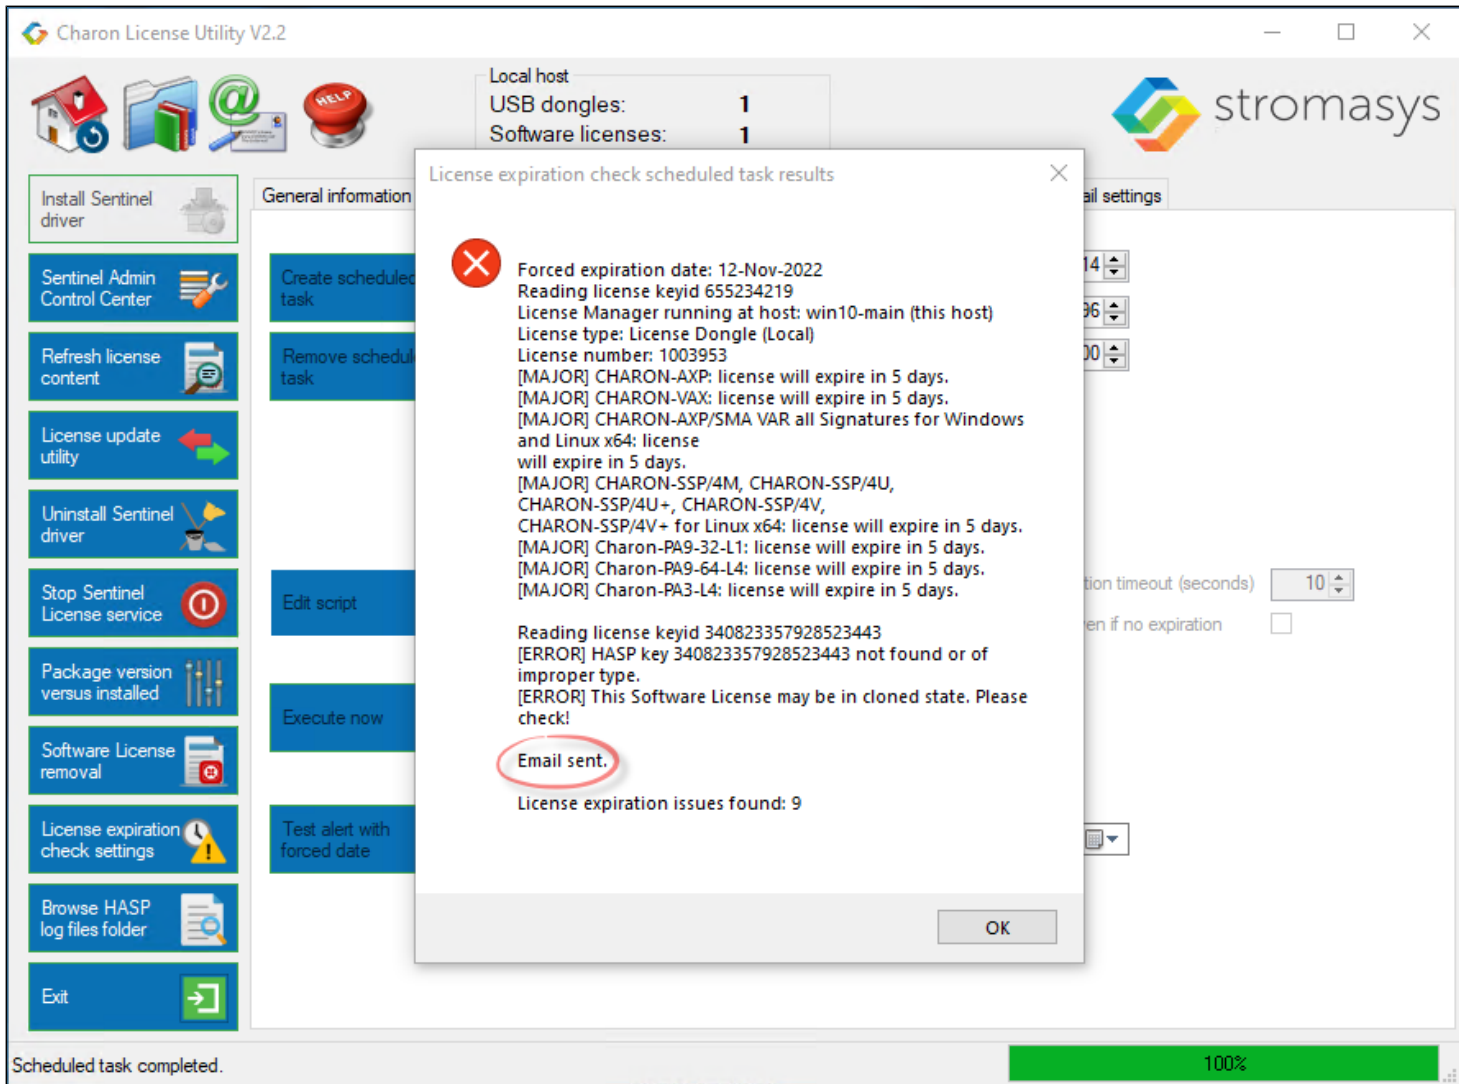 Charon License Utility V2.2
HELP
Local host
USB dongles: 1
Software licenses: 1
stromasys
Install Sentinel
driver
Sentinel Admin
Control Center
Refresh license
content
License update
utility
Uninstall Sentinel
driver
Stop Sentinel
License service
Package version
versus installed
Software License
removal
License expiration
check settings
Browse HASP
log files folder
Exit
General information
ail settings
Create scheduled
task
Remove schedul
task
Edit script
Execute now
Test alert with
forced date
14
96
00
tion timeout (seconds) 10
en if no expiration
License expiration check scheduled task results
Forced expiration date: 12-Nov-2022
Reading license keyid 655234219
License Manager running at host: win10-main (this host)
License type: License Dongle (Local)
License number: 1003953
[MAJOR] CHARON-AXP: license will expire in 5 days.
[MAJOR] CHARON-VAX: license will expire in 5 days.
[MAJOR] CHARON-AXP/SMA VAR all Signatures for Windows
and Linux x64: license
will expire in 5 days.
[MAJOR] CHARON-SSP/4M, CHARON-SSP/4U,
CHARON-SSP/4U+, CHARON-SSP/4V,
CHARON-SSP/4V+ for Linux x64: license will expire in 5 days.
[MAJOR] Charon-PA9-32-L1: license will expire in 5 days.
[MAJOR] Charon-PA9-64-L4: license will expire in 5 days.
[MAJOR] Charon-PA3-L4: license will expire in 5 days.
Reading license keyid 340823357928523443
[ERROR] HASP key 340823357928523443 not found or of
improper type.
[ERROR] This Software License may be in cloned state. Please
check!
Email sent.
License expiration issues found: 9
OK
Scheduled task completed.
100%